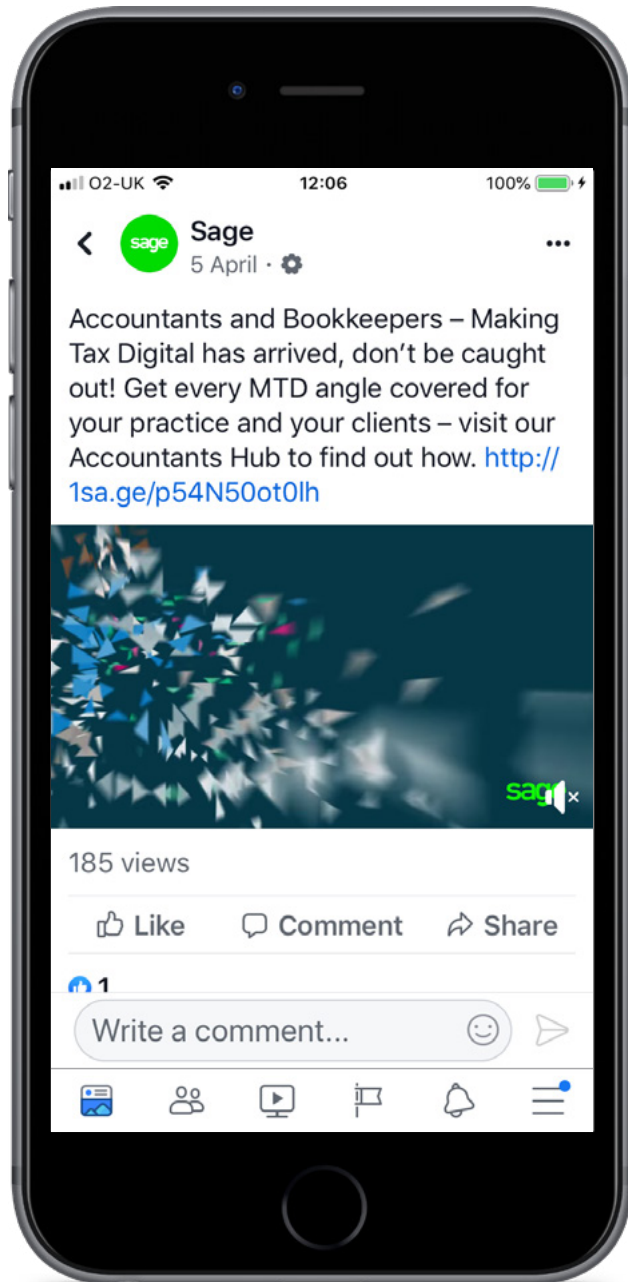 O2-UK 12:06 100%
sage Sage
5 April ·
Accountants and Bookkeepers – Making
Tax Digital has arrived, don’t be caught
out! Get every MTD angle covered for
your practice and your clients – visit our
Accountants Hub to find out how. http://
1sa.ge/p54N50ot0lh
sage
185 views
Like Comment Share
1
Write a comment...